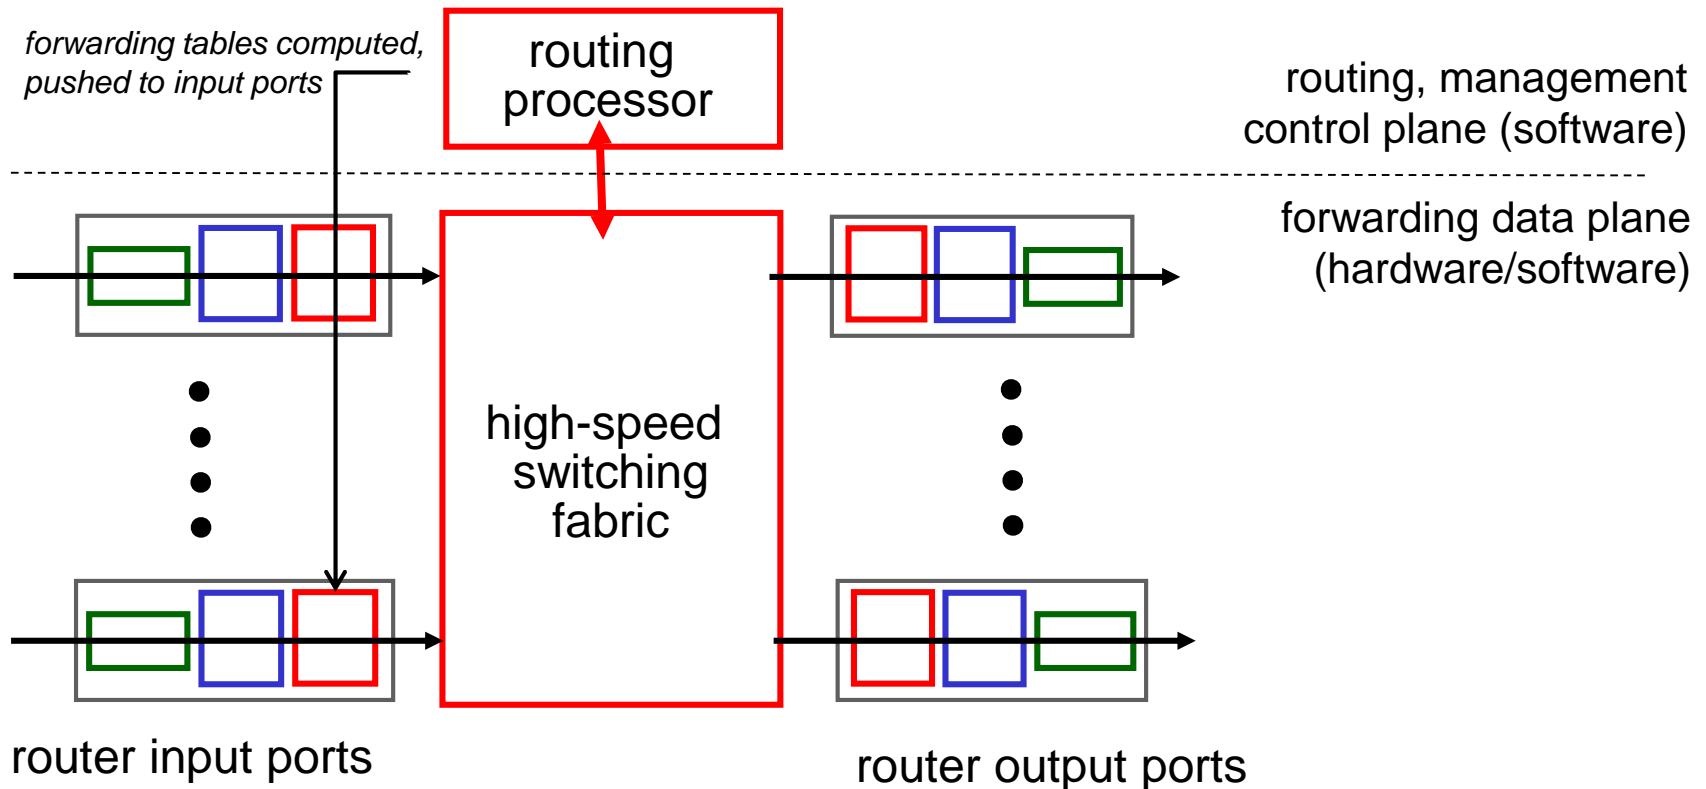 forwarding tables computed,
pushed to input ports
routing
processor
routing, management
control plane (software)
forwarding data plane
(hardware/software)
high-speed
switching
fabric
router input ports
router output ports